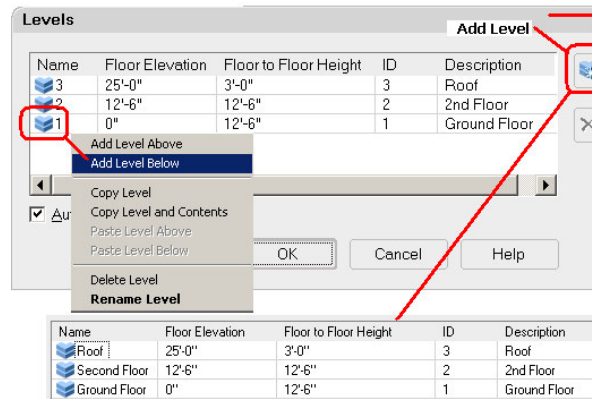 Levels
Add Level
Name Floor Elevation Floor to Floor Height ID Description
3 25'-0" 3'-0" 3 Roof
2 12'-6" 12'-6" 2 2nd Floor
1 0" 12'-6" 1 Ground Floor
Add Level Above
Add Level Below
Copy Level
Copy Level and Contents
Paste Level Above
Paste Level Below
Delete Level
Rename Level
OK Cancel Help
Name Floor Elevation Floor to Floor Height ID Description
Roof 25'-0" 3'-0" 3 Roof
Second Floor 12'-6" 12'-6" 2 2nd Floor
Ground Floor 0" 12'-6" 1 Ground Floor